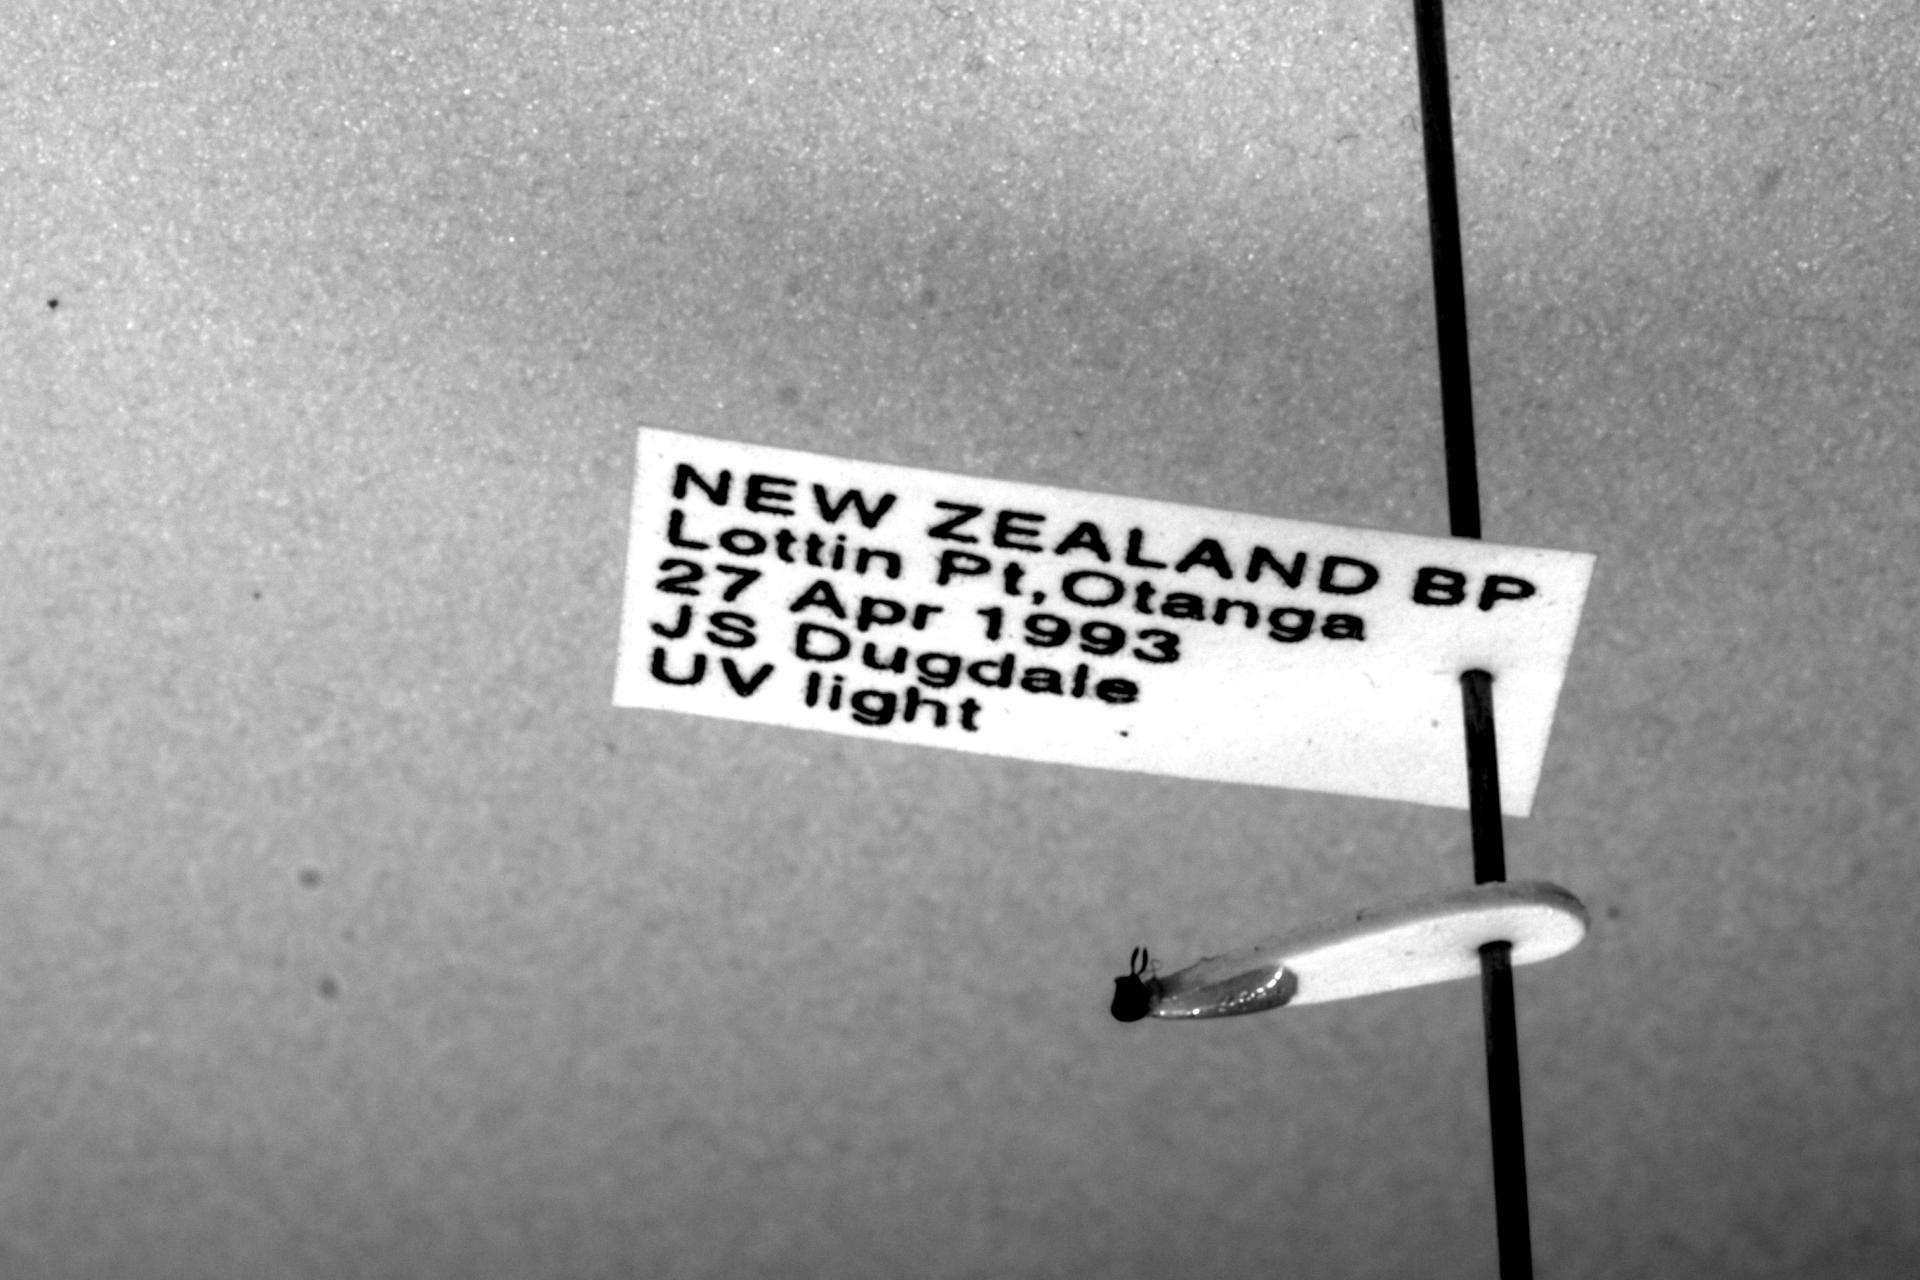 NEW ZEALAND BP
Lottin Pt,Otanga
27 Apr 1993
JS Dugdale
UV light